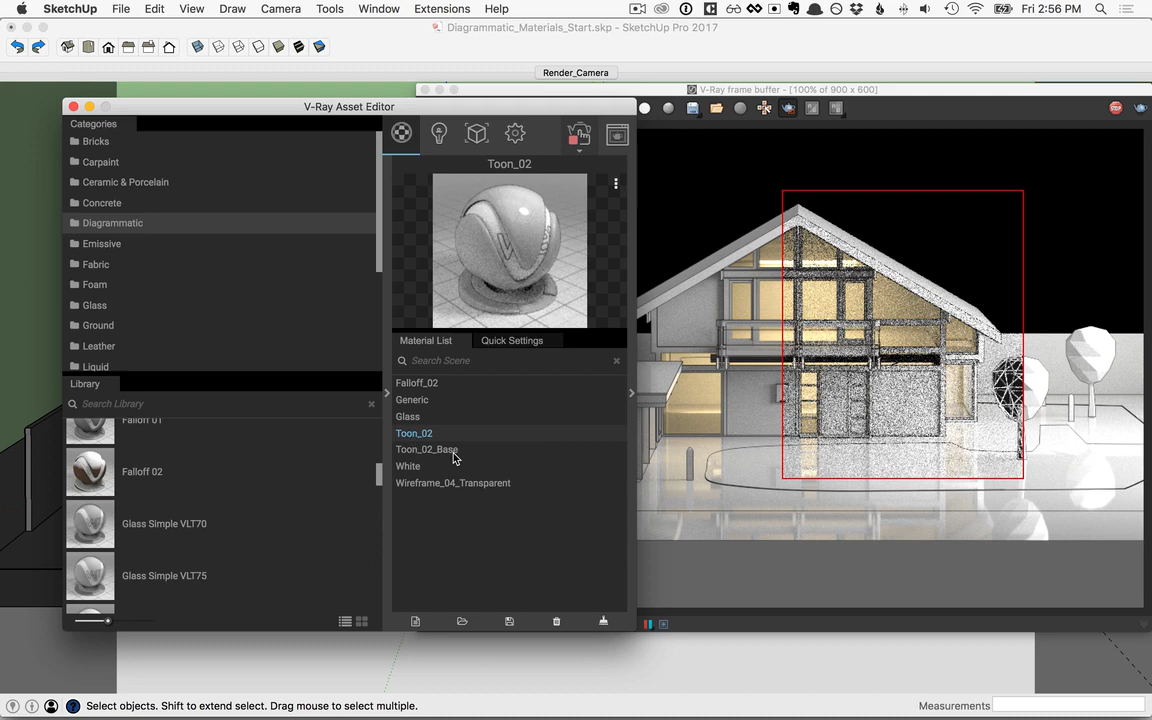 SketchUp File Edit View Draw Camera Tools Window Extensions Help Fri 2:56 PM
Diagrammatic_Materials_Start.skp - SketchUp Pro 2017
Render_Camera
V-Ray frame buffer - [100% of 900 x 600]
V-Ray Asset Editor
Categories
Bricks
Carpaint
Ceramic & Porcelain
Concrete
Diagrammatic
Emissive
Fabric
Foam
Glass
Ground
Leather
Liquid
Library
Search Library
Falloff 01
Falloff 02
Glass Simple VLT70
Glass Simple VLT75
Toon_02
Material List Quick Settings
Search Scene
Falloff_02
Generic
Glass
Toon_02
Toon_02_Base
White
Wireframe_04_Transparent
STOP
Select objects. Shift to extend select. Drag mouse to select multiple.
Measurements